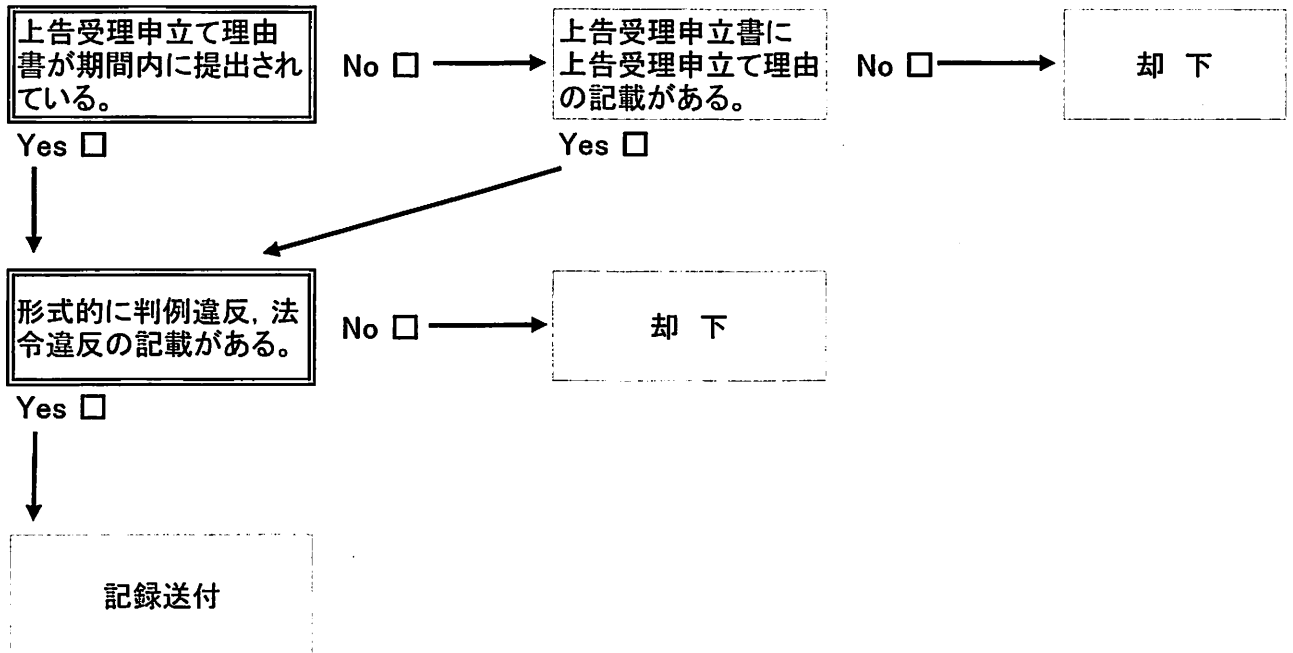 上告受理申立て理由
書が期間内に提出され
ている。
No □
上告受理申立書に
上告受理申立て理由
の記載がある。
No □
却 下
Yes □
Yes □
形式的に判例違反，法
令違反の記載がある。
No □
却 下
Yes □
記録送付